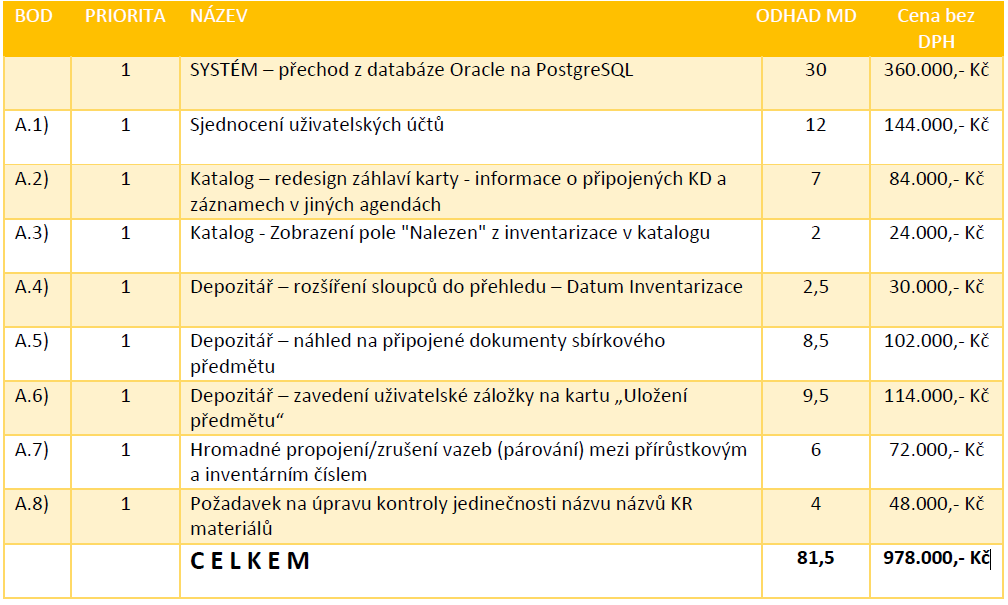 BOD PRIORITA NÁZEV ODHAD MD Cena bez
DPH
1 SYSTÉM – přechod z databáze Oracle na PostgreSQL 30 360.000,- Kč
A.1) 1 Sjednocení uživatelských účtů 12 144.000,- Kč
A.2) 1 Katalog – redesign záhlaví karty - informace o připojených KD a 7 84.000,- Kč
záznamech v jiných agendách
A.3) 1 Katalog - Zobrazení pole "Nalezen" z inventarizace v katalogu 2 24.000,- Kč
A.4) 1 Depozitář – rozšíření sloupců do přehledu – Datum Inventarizace 2,5 30.000,- Kč
A.5) 1 Depozitář – náhled na připojené dokumenty sbírkového 8,5 102.000,- Kč
předmětu
A.6) 1 Depozitář – zavedení uživatelské záložky na kartu „Uložení 9,5 114.000,- Kč
předmětu“
A.7) 1 Hromadné propojení/zrušení vazeb (párování) mezi přírůstkovým 6 72.000,- Kč
a inventárním číslem
A.8) 1 Požadavek na úpravu kontroly jedinečnosti názvu názvů KR 4 48.000,- Kč
materiálů
C E L K E M 81,5 978.000,- Kč